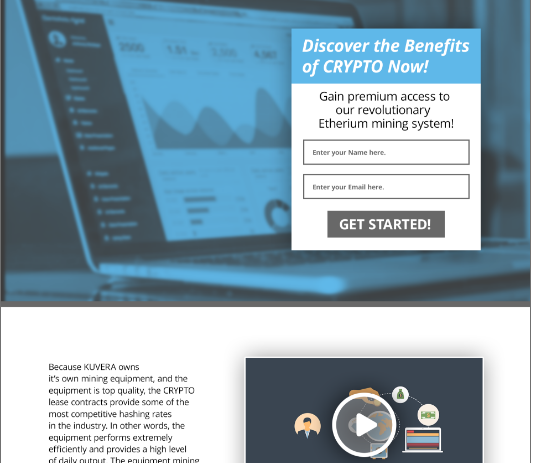 2500
Discover the Benefits
of CRYPTO Now!
Gain premium access to
our revolutionary
Etherium mining system!
Enter your Name here.
Enter your Email here.
GET STARTED!
Because KUVERA owns
it's own mining equipment, and the
equipment is top quality, the CRYPTO
lease contracts provide some of the
most competitive hashing rates
in the industry. In other words, the
equipment performs extremely
efficiently and provides a high level
of daily output. The equipment mining